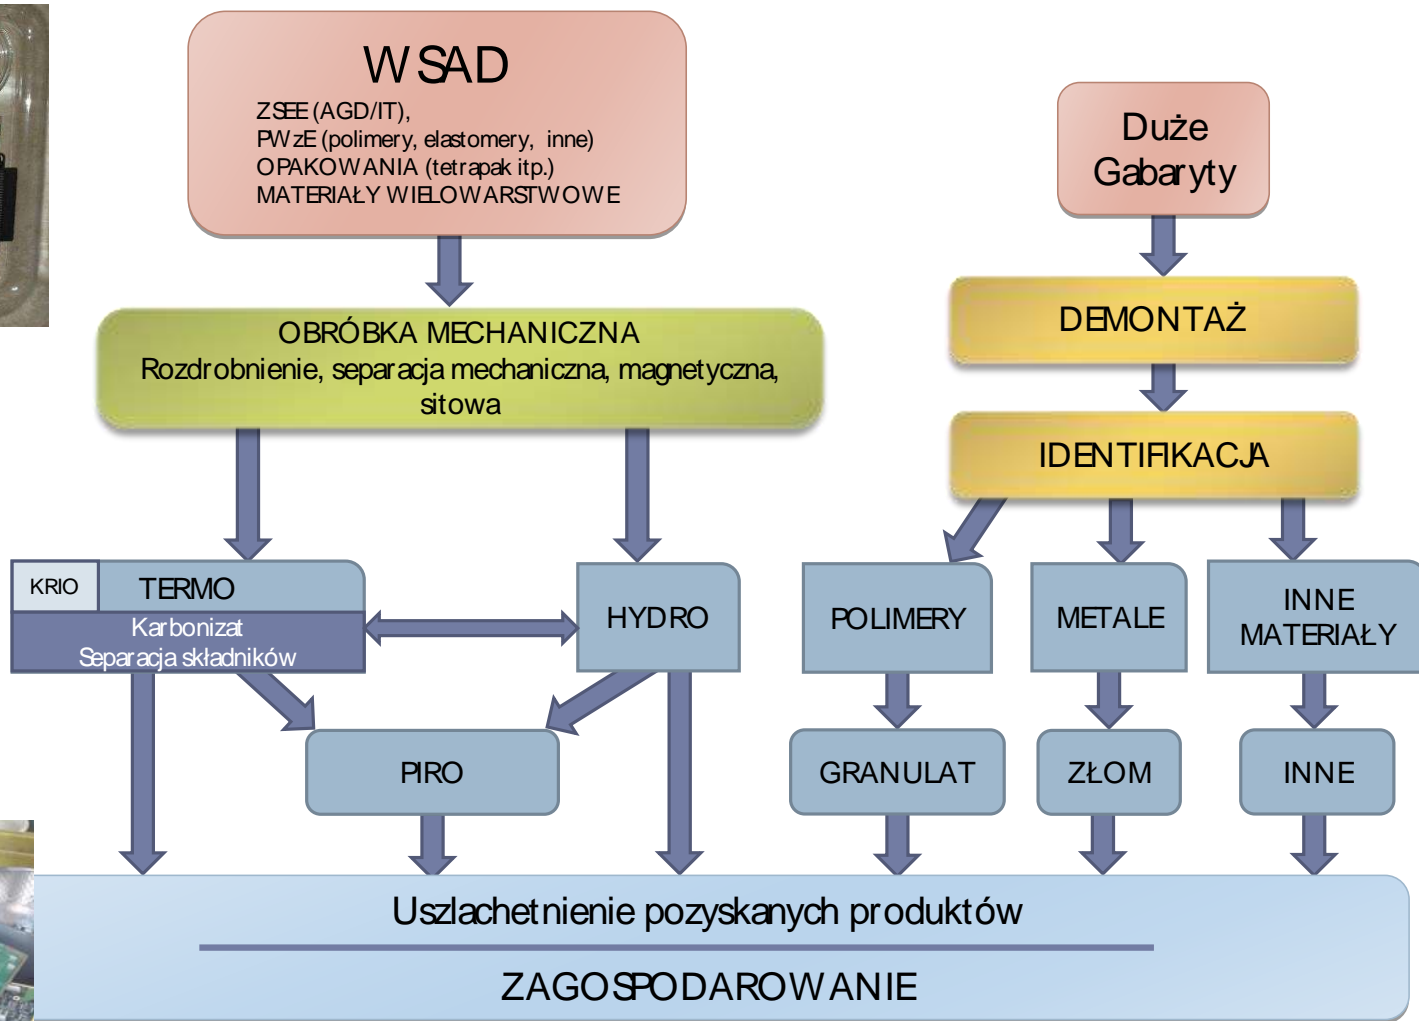 WSAD
ZSEE (AGD/IT),
PWzE (polimery, elastomery, inne)
OPAKOWANIA (tetrapak itp.)
MATERIAŁY WIELOWARSTWOWE
Duże
Gabaryty
OBRÓBKA MECHANICZNA
Rozdrobnienie, separacja mechaniczna, magnetyczna,
sitowa
DEMONTAŻ
IDENTIFIKACJA
KRIO
TERMO
Karbonizat
Separacja składników
HYDRO
POLIMERY
METALE
INNE
MATERIAŁY
PIRO
GRANULAT
ZŁOM
INNE
Uszlachetnienie pozyskanych produktów
ZAGOSPODAROWANIE